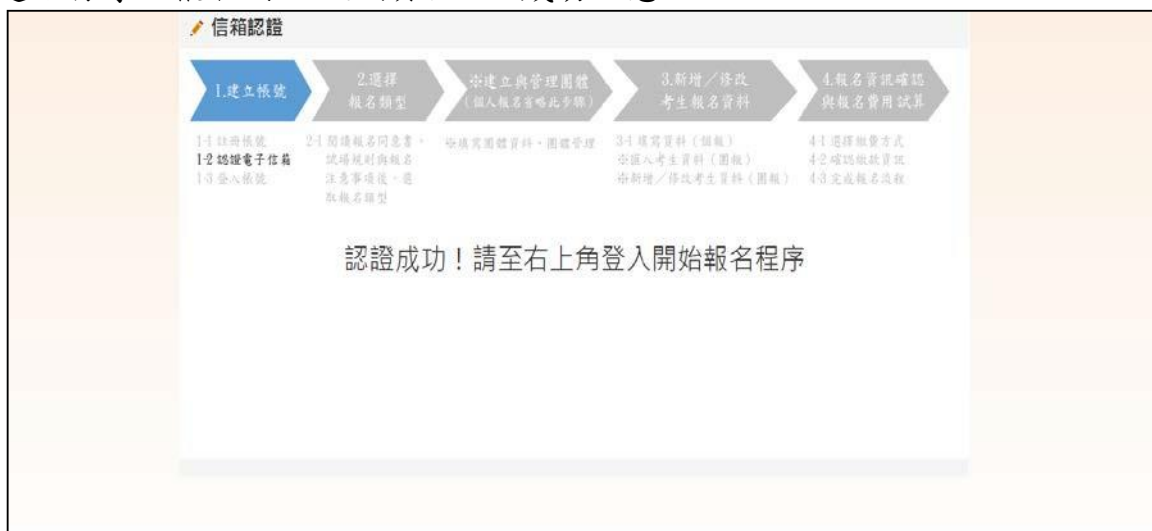 信箱認證
1.建立帳號
2.選擇
報名類型
※建立與管理團體
(個人報名省略此步驟)
3.新增／修改
考生報名資料
4.報名資訊確認
與報名費用試算
1-1 註冊帳號
1-2 認證電子信箱
1-3 登入帳號
2-1 閱讀報名同意書、
試場規則與報名
注意事項後，選
取報名類型
※填寫團體資料、團體管理
3-1 填寫資料（個報）
※匯入考生資料（團報）
※新增／修改考生資料（團報）
4-1 選擇繳費方式
4-2 確認繳款資訊
4-3 完成報名流程
認證成功！請至右上角登入開始報名程序